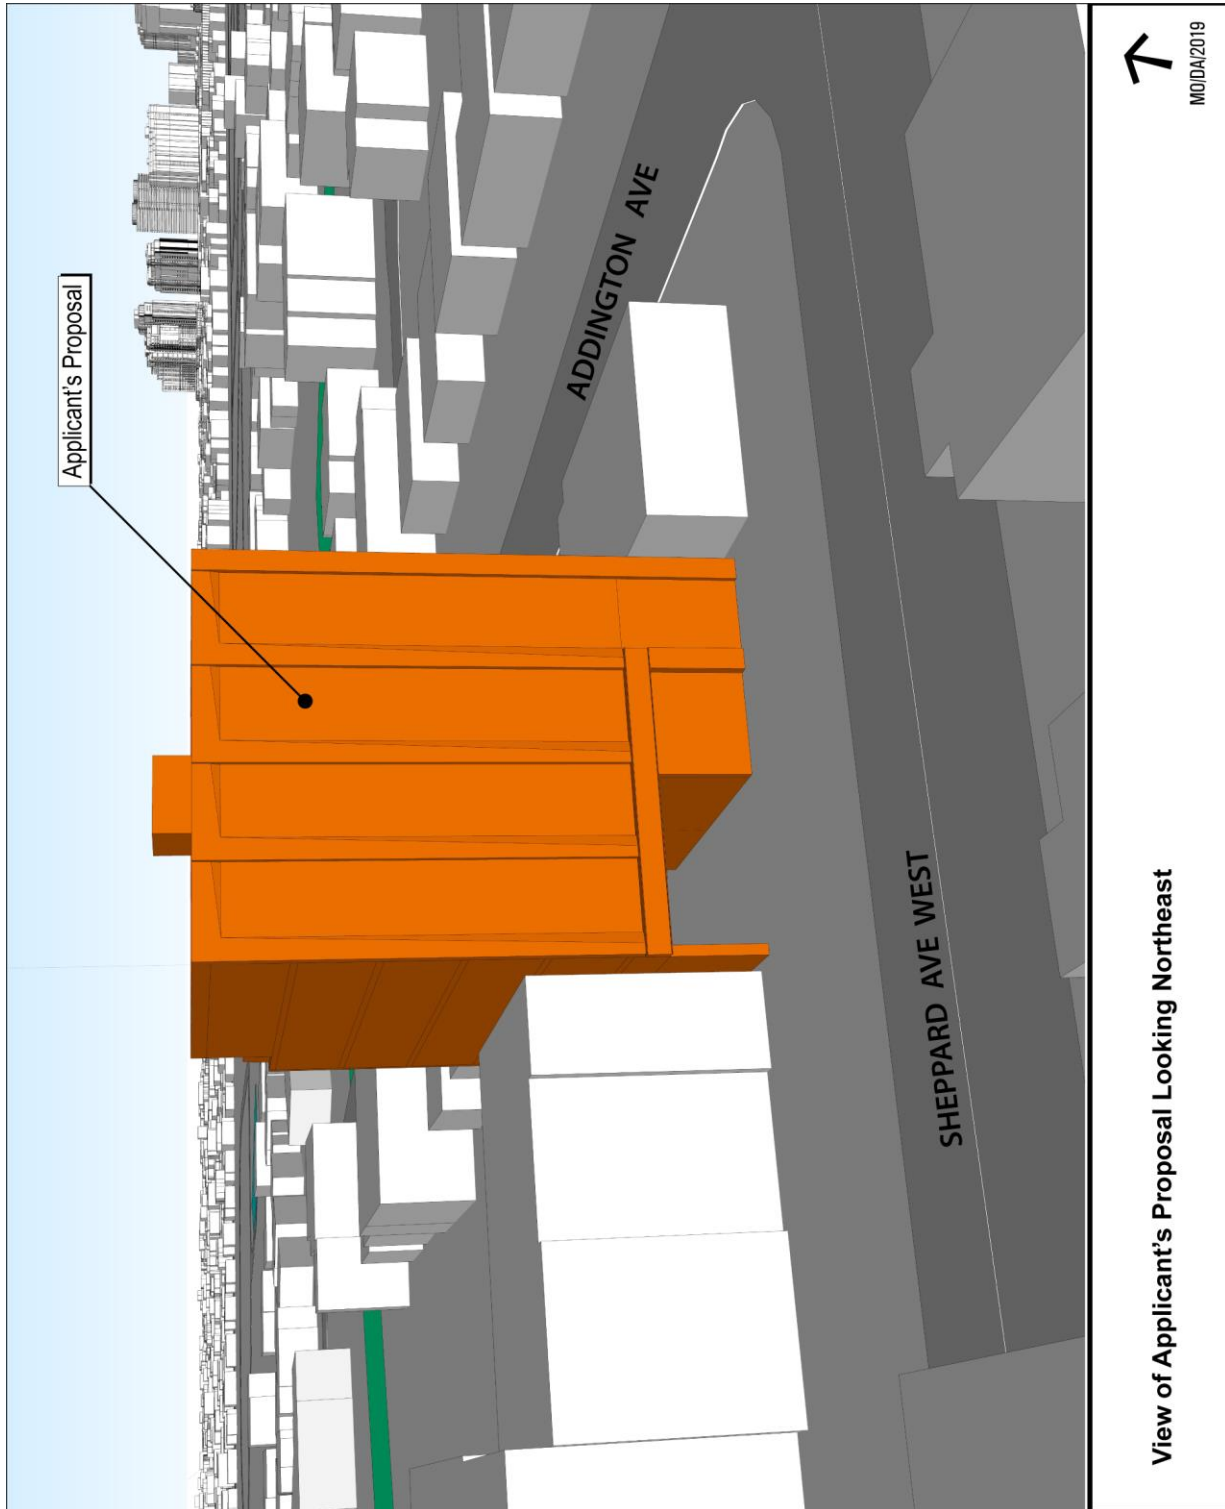 Applicant's Proposal
ADDINGTON AVE
SHEPPARD AVE WEST
View of Applicant's Proposal Looking Northeast
MO/DA/2019